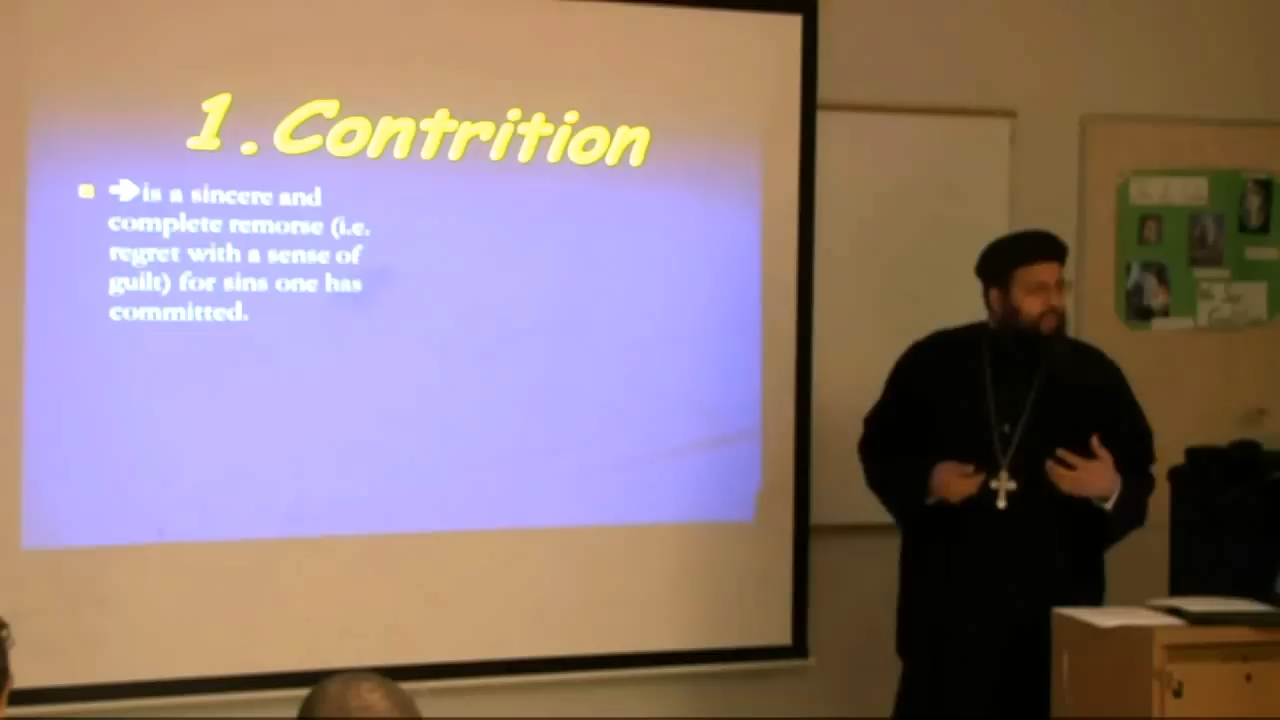 1. Contrition
➔is a sincere and
complete remorse (i.e.
regret with a sense of
guilt) for sins one has
committed.